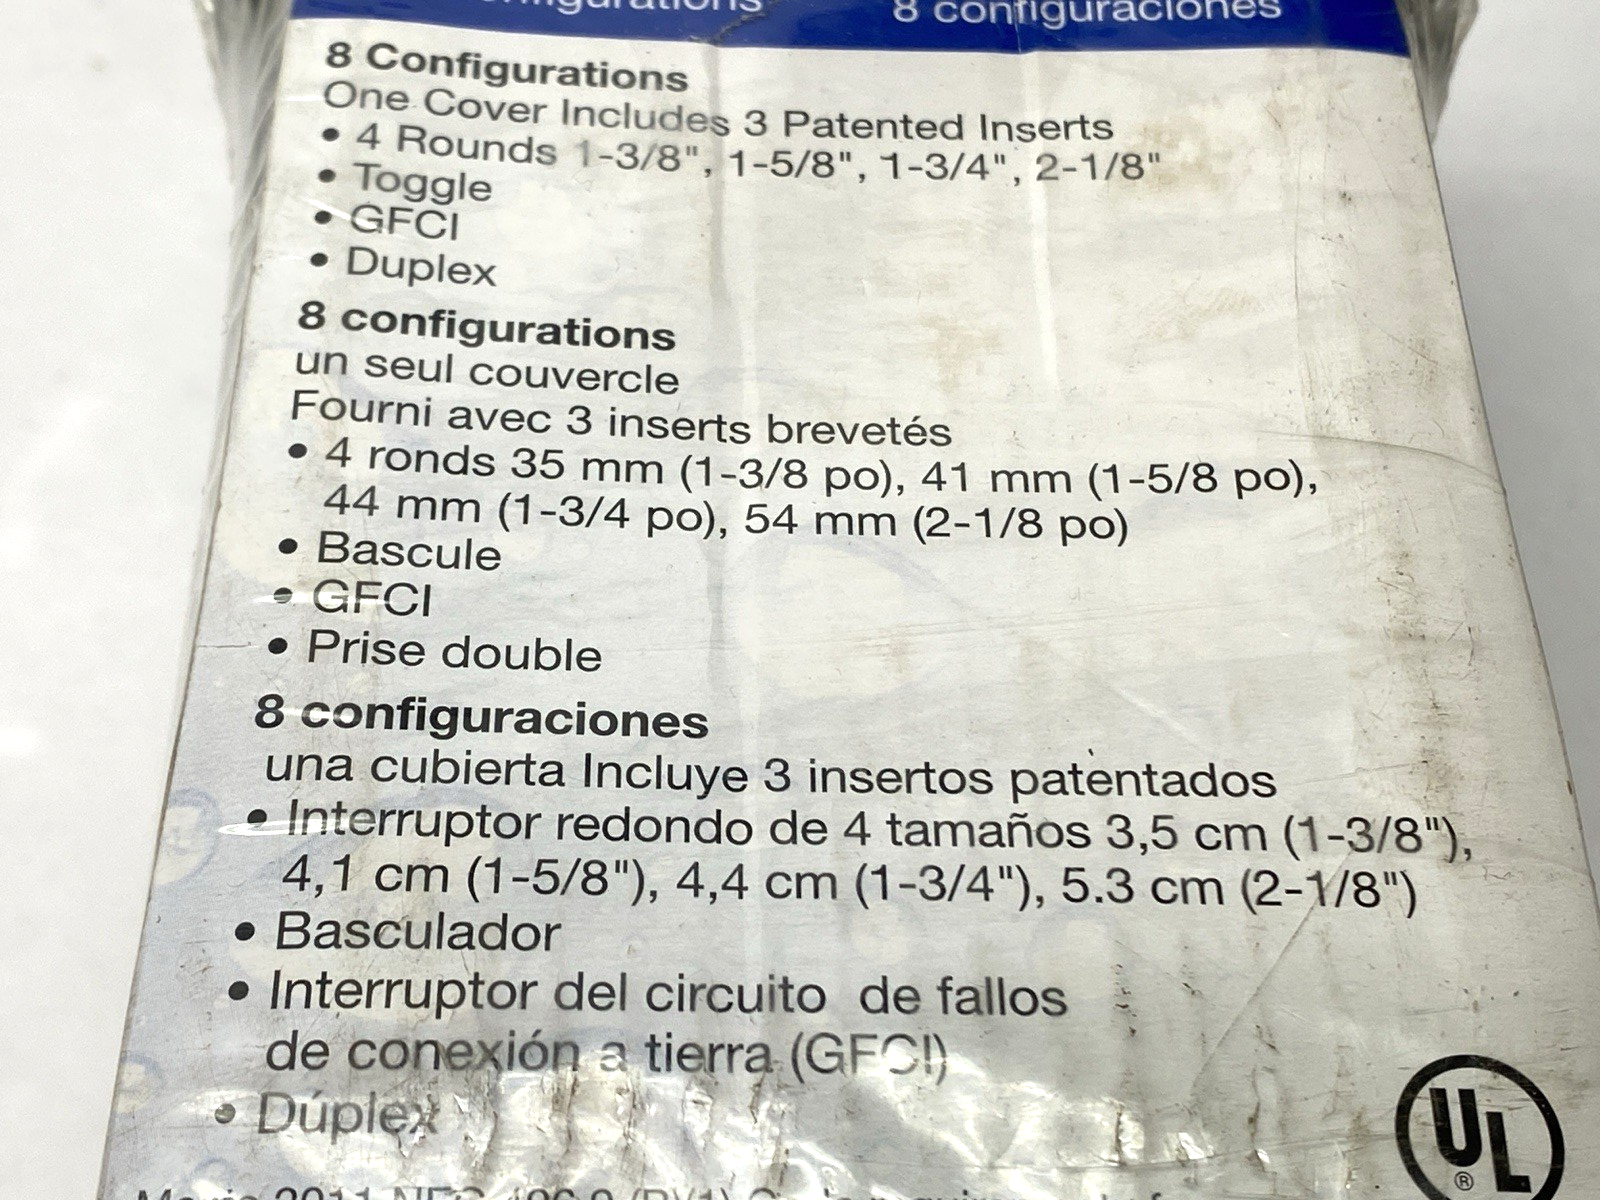 8 configuraciones
8 Configurations
One Cover Includes 3 Patented Inserts
• 4 Rounds 1-3/8", 1-5/8", 1-3/4", 2-1/8"
• Toggle
• GFCI
• Duplex
8 configurations
un seul couvercle
Fourni avec 3 inserts brevetés
• 4 ronds 35 mm (1-3/8 po), 41 mm (1-5/8 po),
44 mm (1-3/4 po), 54 mm (2-1/8 po)
• Bascule
• GFCI
• Prise double
8 configuraciones
una cubierta Incluye 3 insertos patentados
• Interruptor redondo de 4 tamaños 3,5 cm (1-3/8"),
4,1 cm (1-5/8"), 4,4 cm (1-3/4"), 5.3 cm (2-1/8")
• Basculador
• Interruptor del circuito de fallos
de conexión a tierra (GFCI)
• Dúplex
UL
®